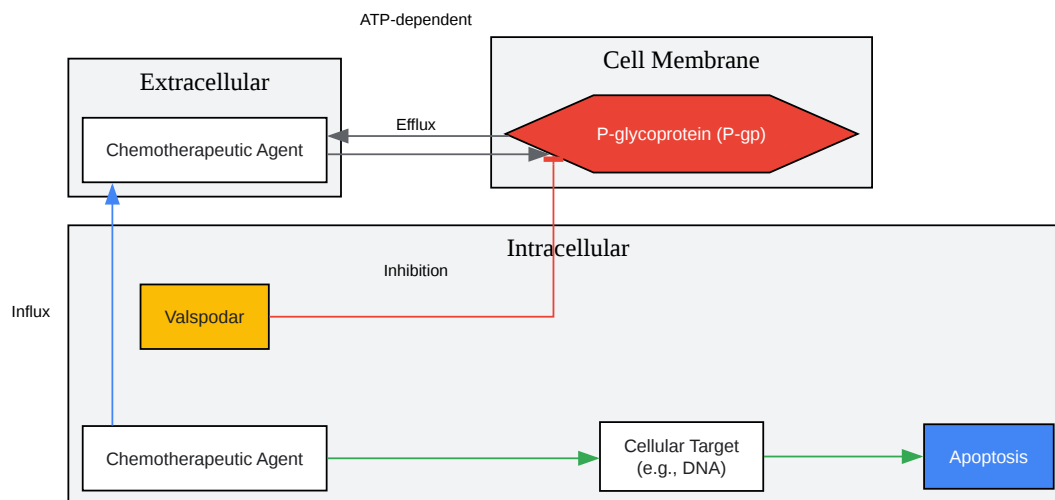 ATP-dependent
Extracellular
Cell Membrane
Chemotherapeutic Agent
Efflux
P-glycoprotein (P-gp)
Intracellular
Inhibition
Influx
Valspodar
Chemotherapeutic Agent
Cellular Target
(e.g., DNA)
Apoptosis